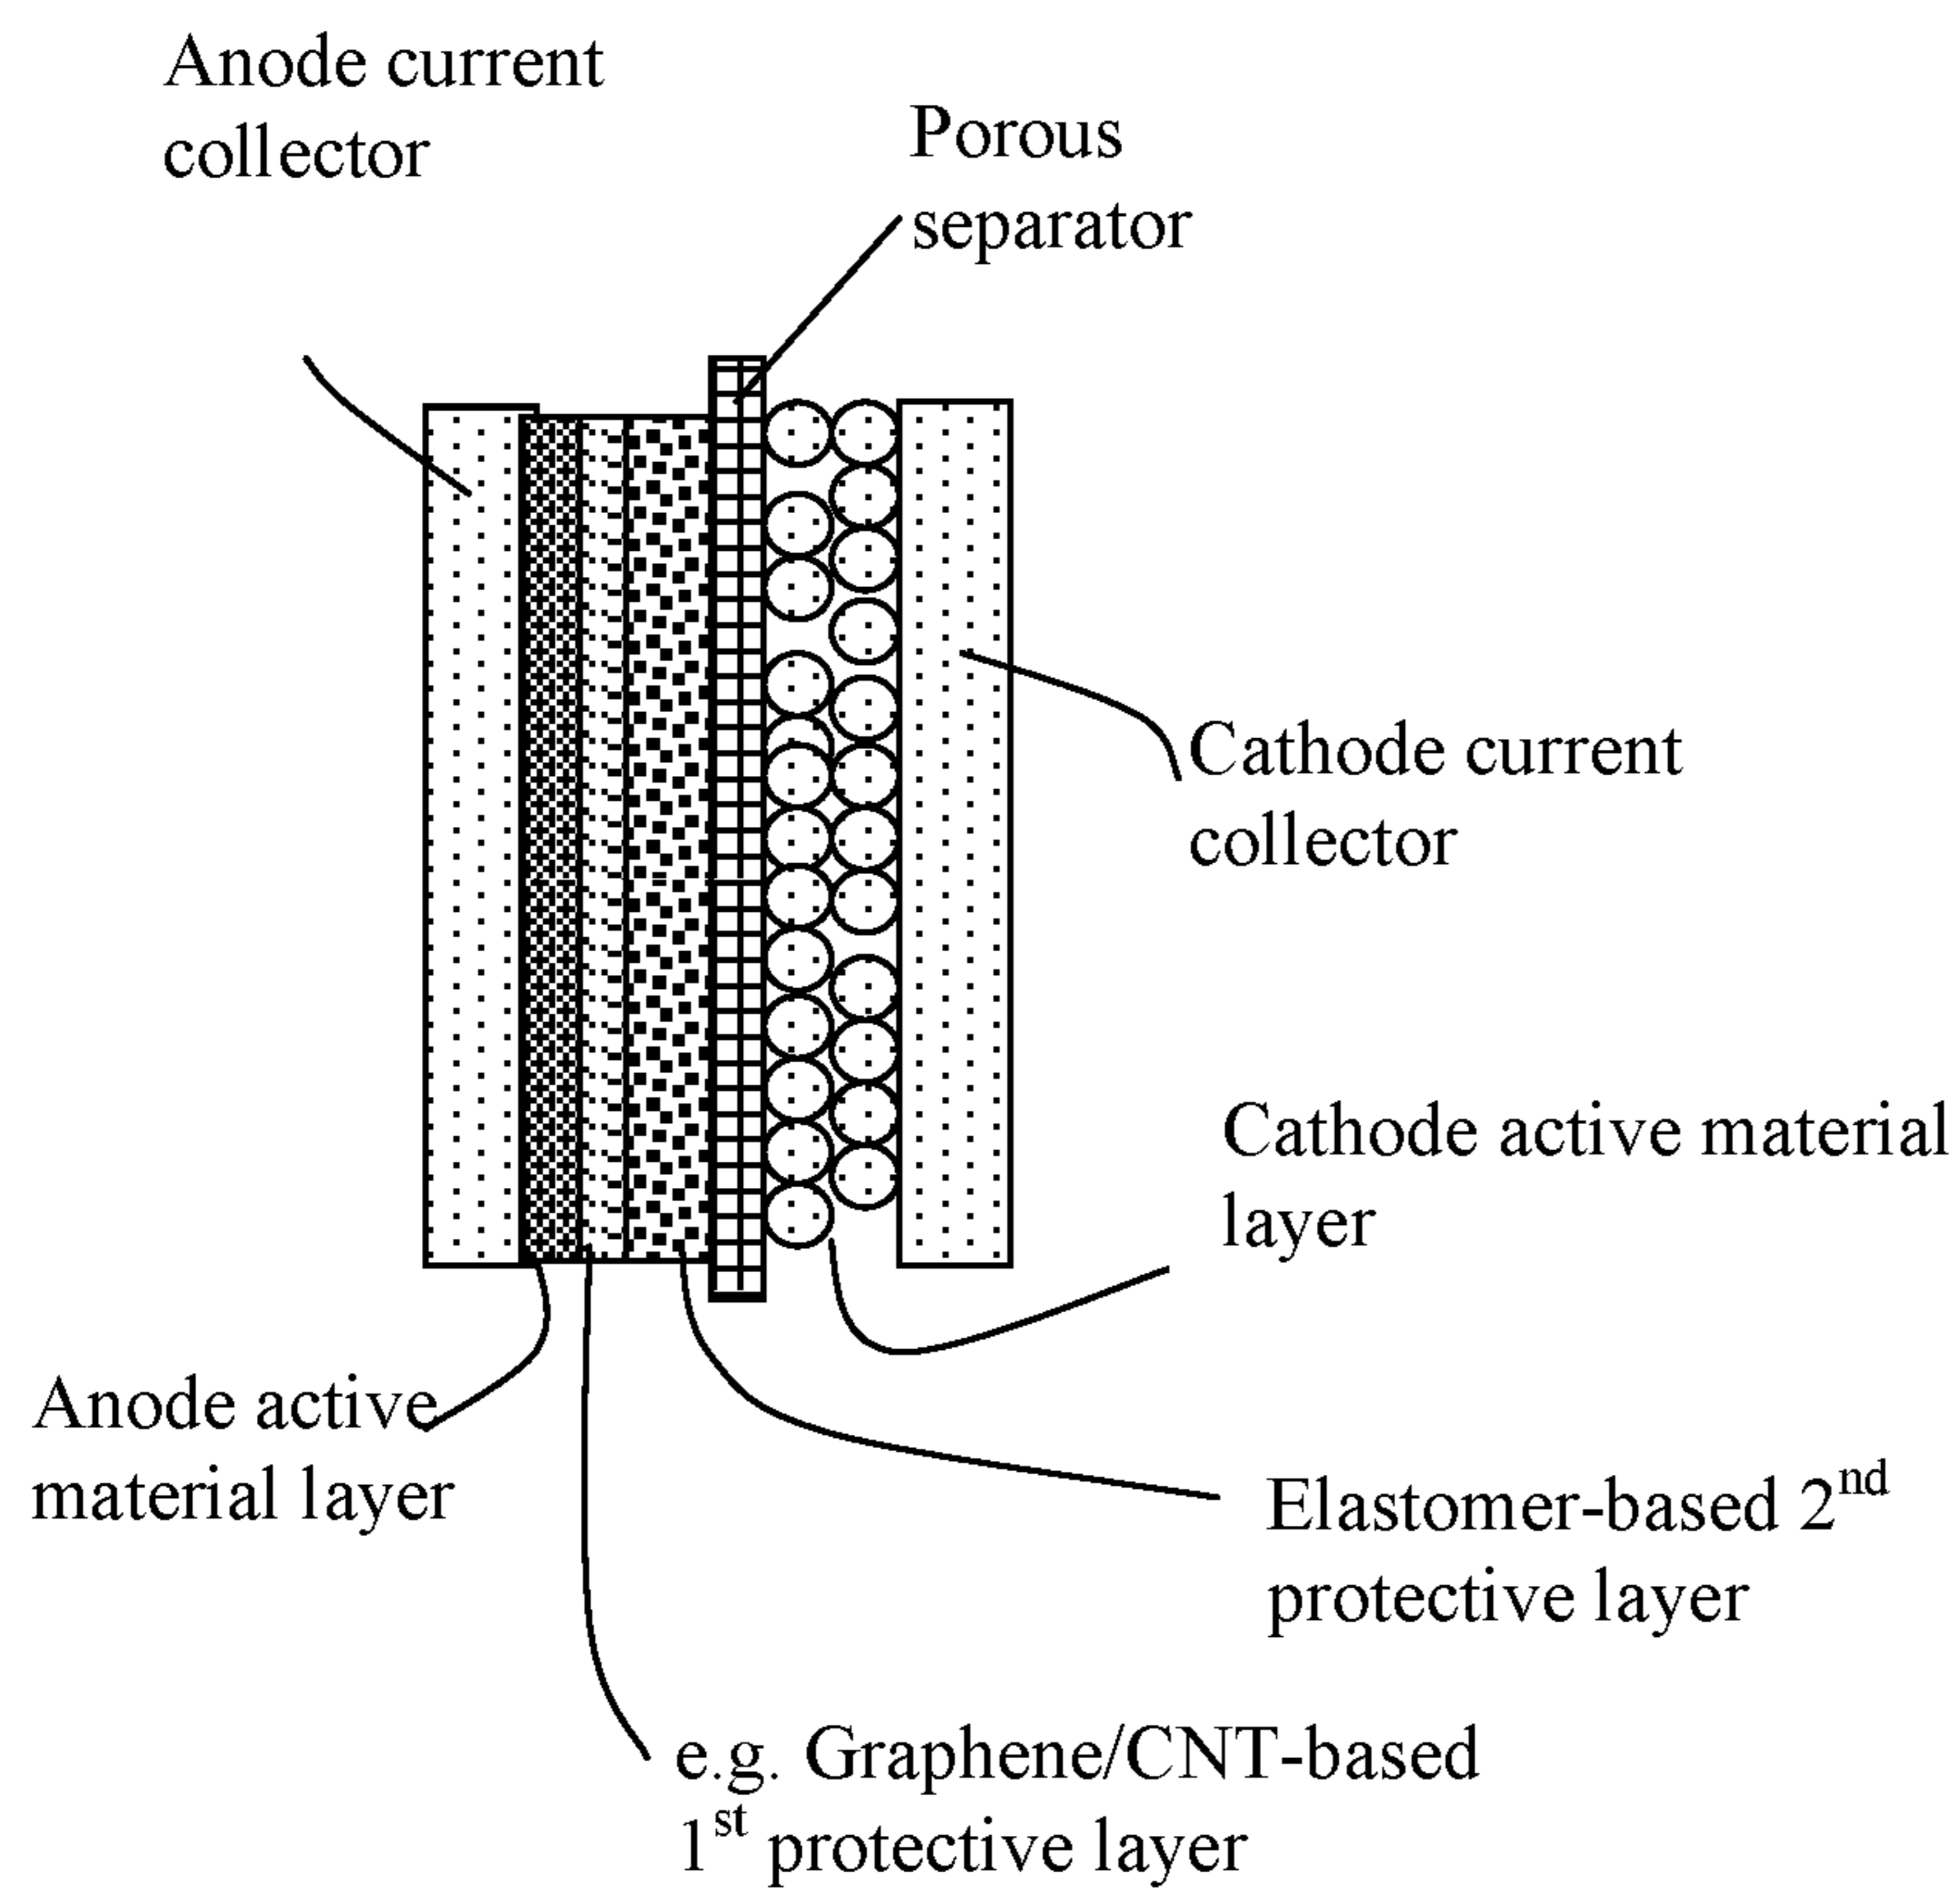 Anode current
collector
Porous
separator
Cathode current
collector
Cathode active material
layer
Anode active
material layer
Elastomer-based 2nd
protective layer
e.g. Graphene/CNT-based
1st protective layer